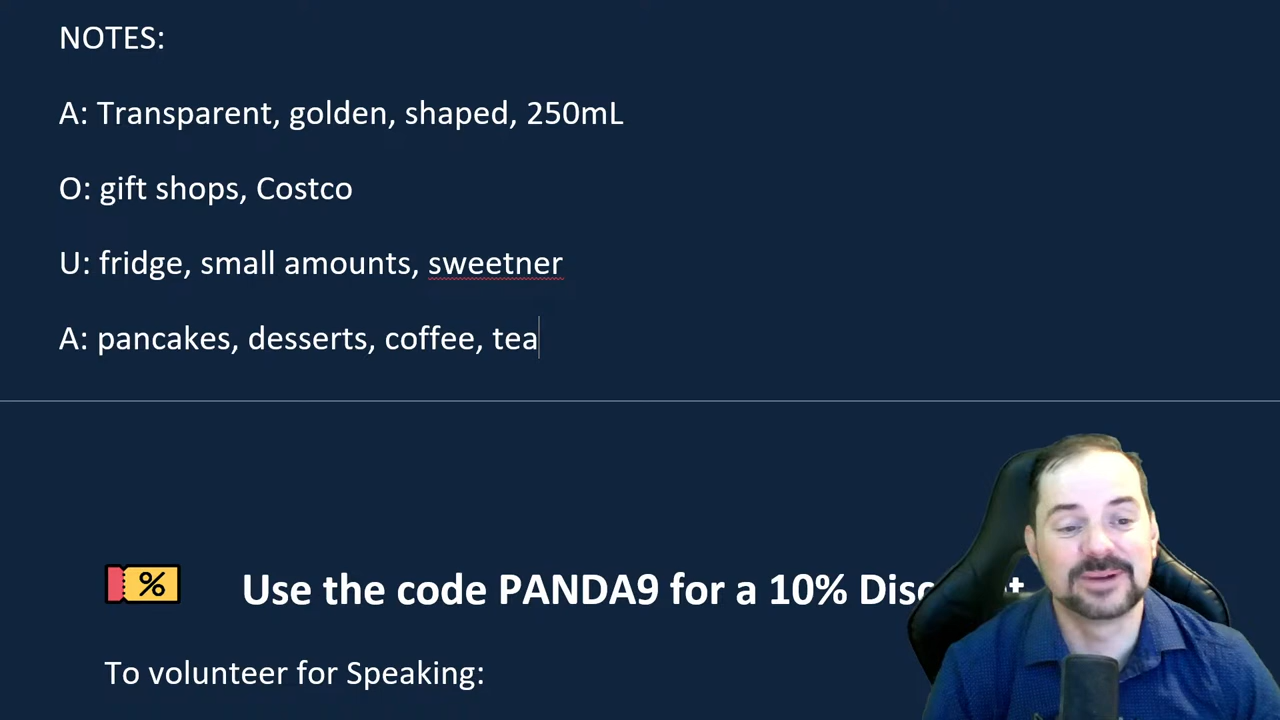 NOTES:
A: Transparent, golden, shaped, 250mL
O: gift shops, Costco
U: fridge, small amounts, sweetner
A: pancakes, desserts, coffee, tea
%
Use the code PANDA9 for a 10%
To volunteer for Speaking: